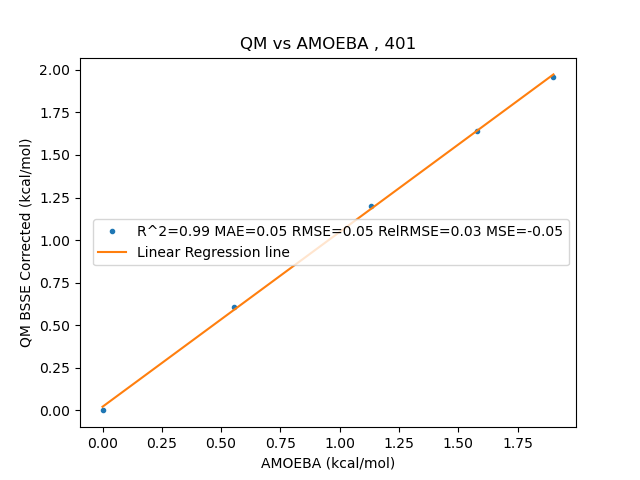 QM vs AMOEBA , 401
2.00
1.75
1.50
1.25
1.00
0.75
0.50
0.25
0.00
QM BSSE Corrected (kcal/mol)
R^2=0.99 MAE=0.05 RMSE=0.05 RelRMSE=0.03 MSE=-0.05
Linear Regression line
0.00 0.25 0.50 0.75 1.00 1.25 1.50 1.75
AMOEBA (kcal/mol)